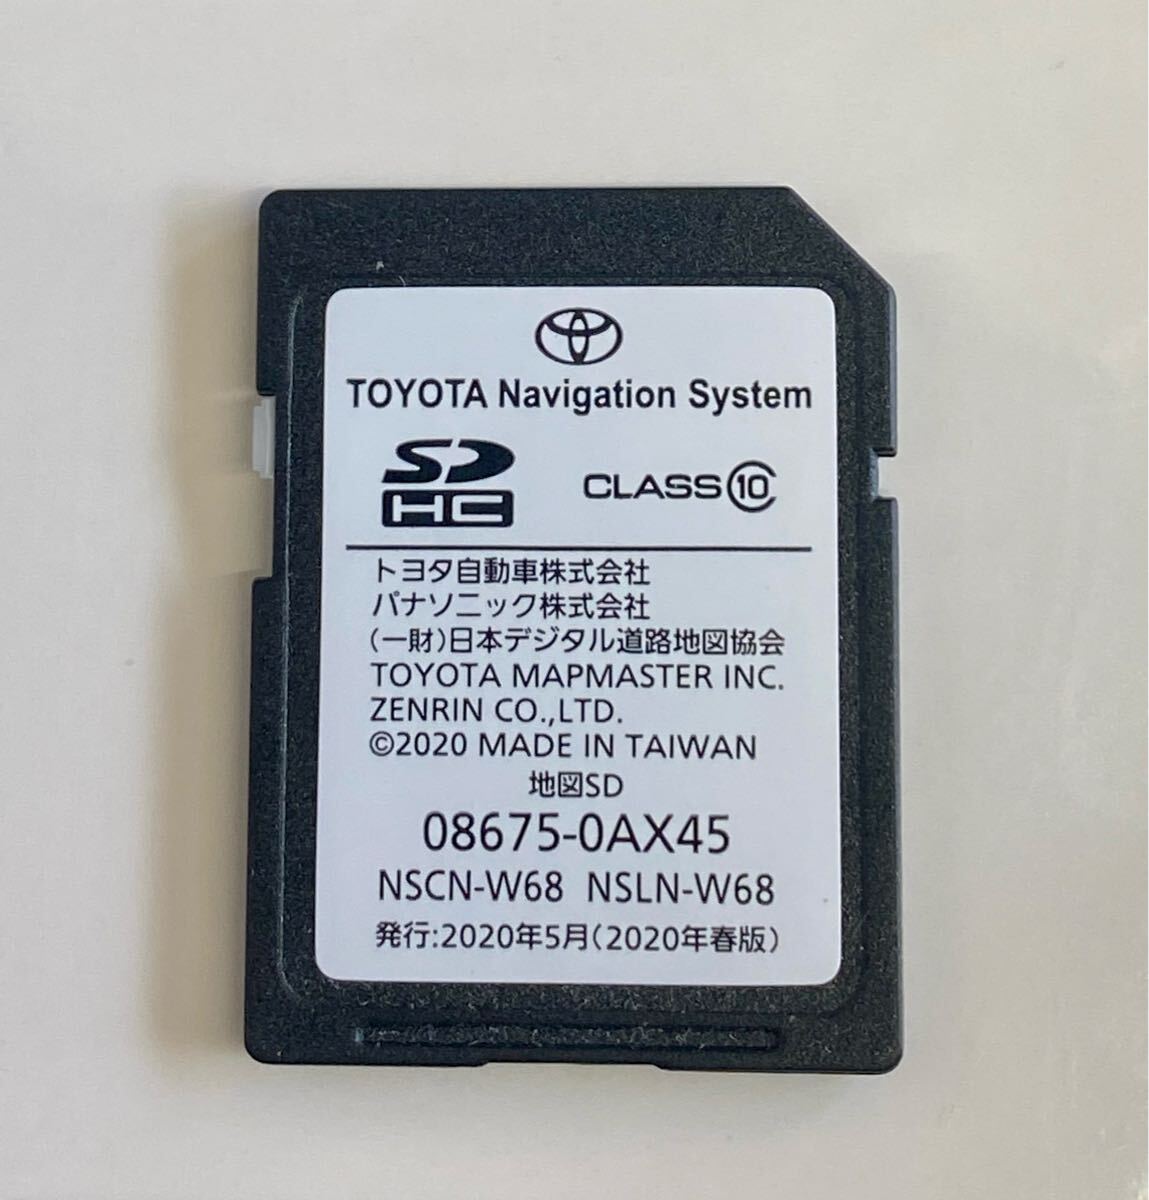 TOYOTA Navigation System
SD HC CLASS 10
トヨタ自動車株式会社
パナソニック株式会社
(一財)日本デジタル道路地図協会
TOYOTA MAPMASTER INC.
ZENRIN CO.,LTD.
©2020 MADE IN TAIWAN
地図SD
08675-0AX45
NSCN-W68 NSLN-W68
発行:2020年5月(2020年春版)